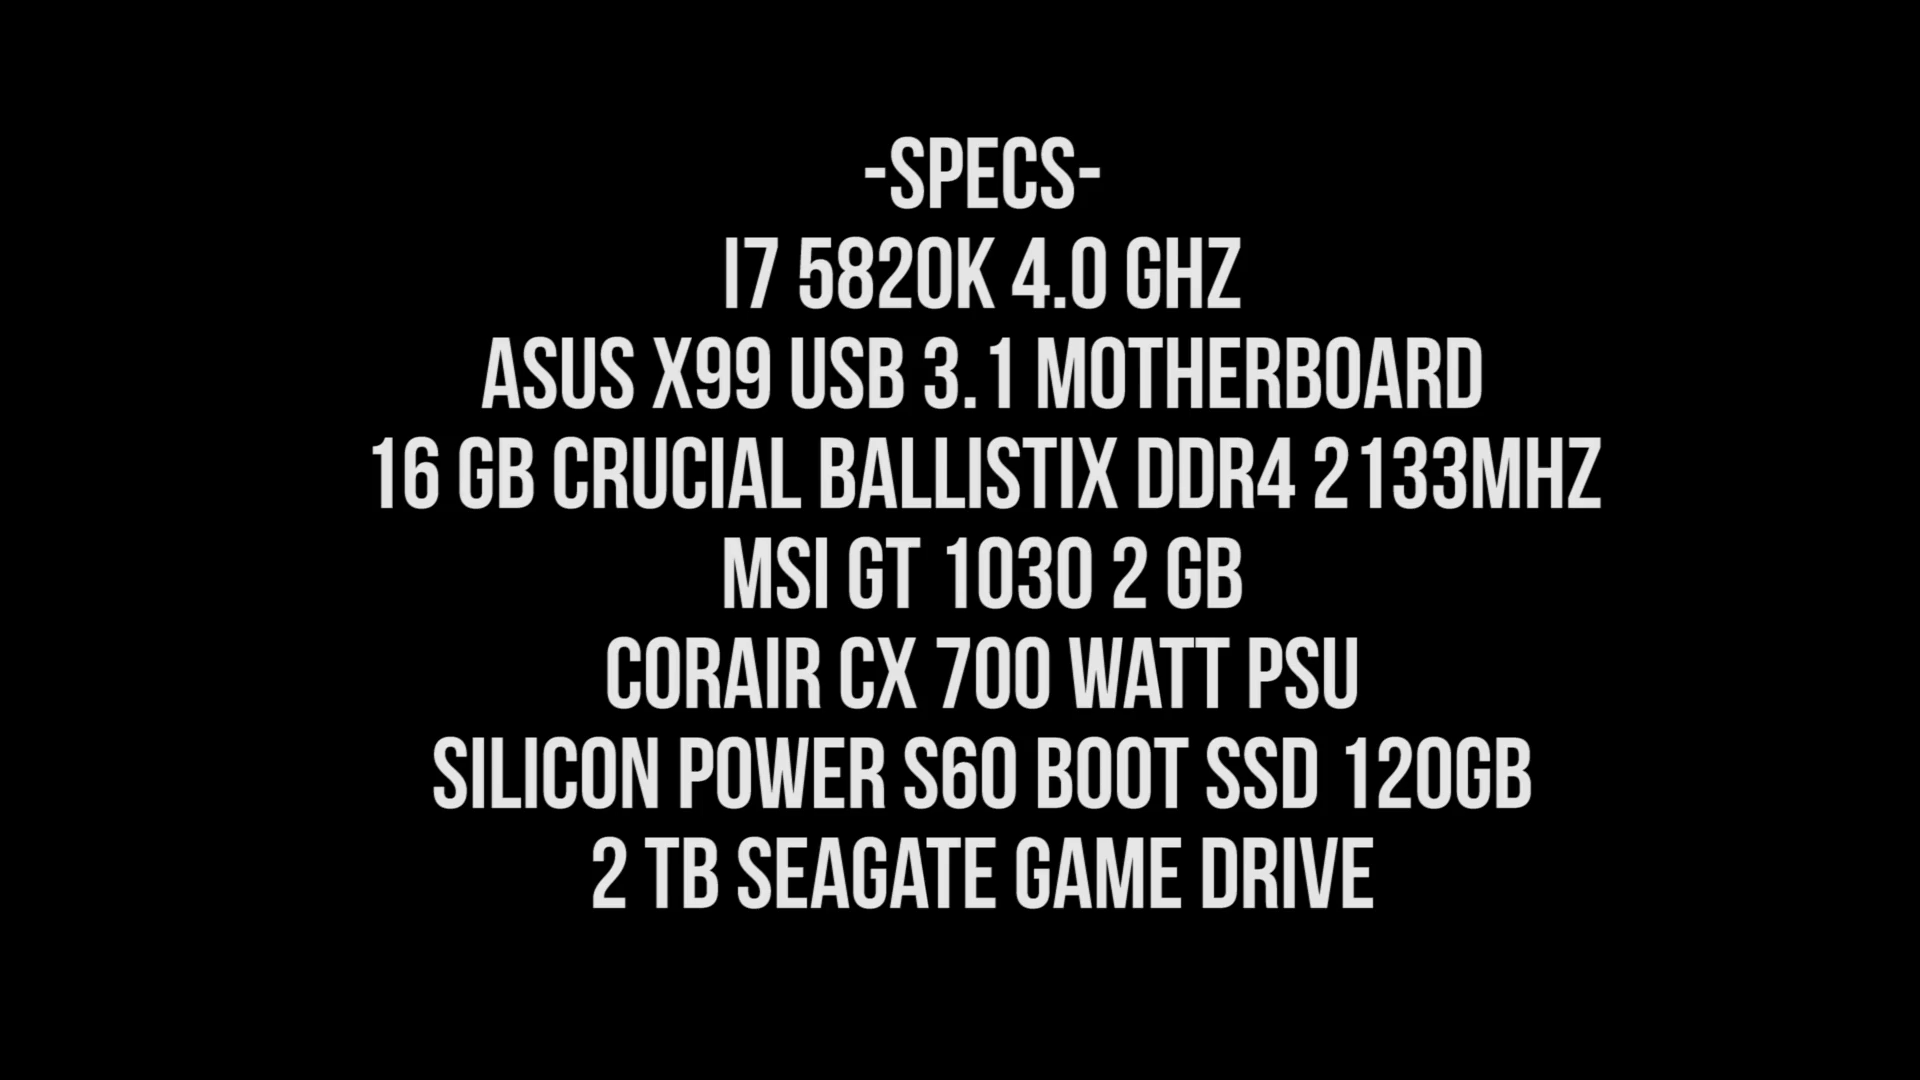 -SPECS-
I7 5820K 4.0 GHZ
ASUS X99 USB 3.1 MOTHERBOARD
16 GB CRUCIAL BALLISTIX DDR4 2133MHZ
MSI GT 1030 2 GB
CORAIR CX 700 WATT PSU
SILICON POWER S60 BOOT SSD 120GB
2 TB SEAGATE GAME DRIVE